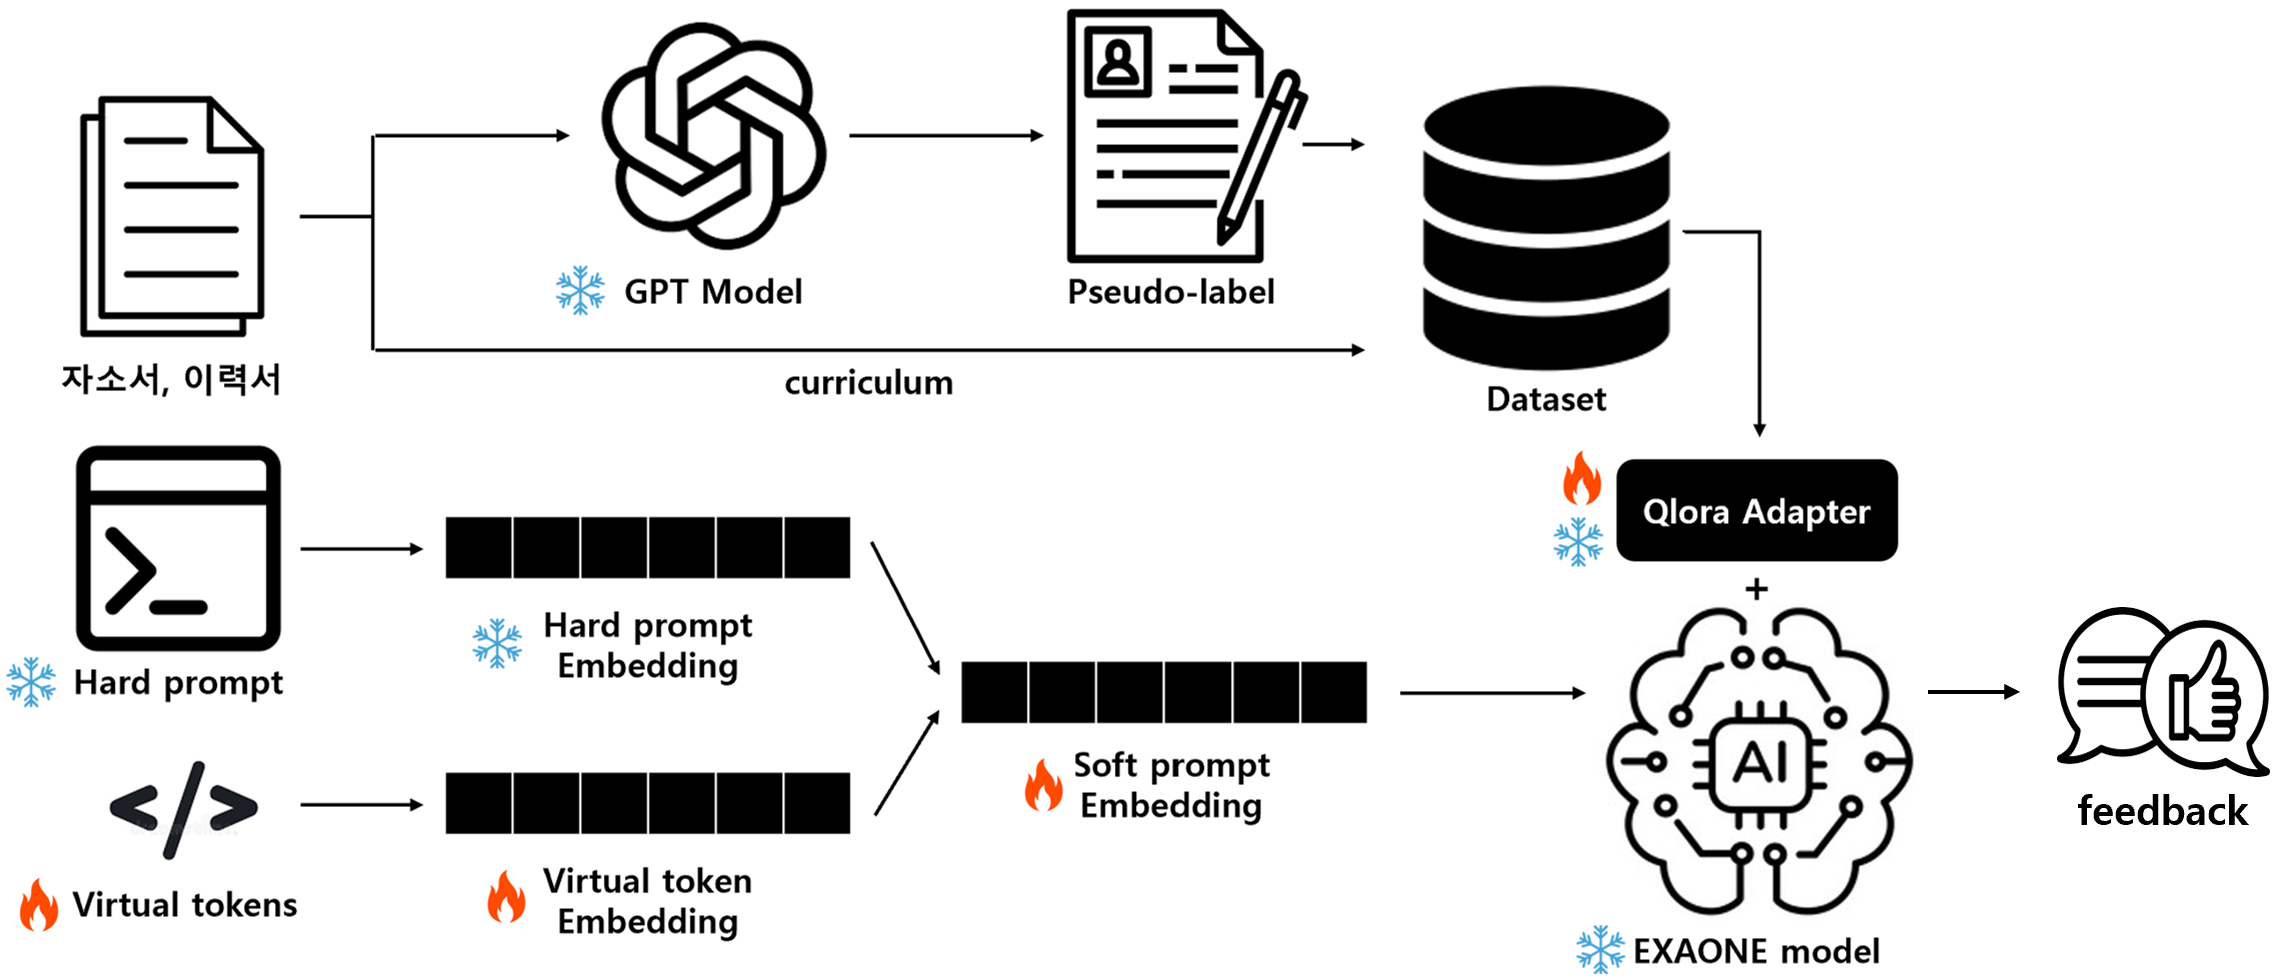 GPT Model
Pseudo-label
자소서, 이력서
curriculum
Dataset
Qlora Adapter
+
Hard prompt
Hard prompt
Embedding
Virtual tokens
Virtual token
Embedding
Soft prompt
Embedding
AI
EXAONE model
feedback